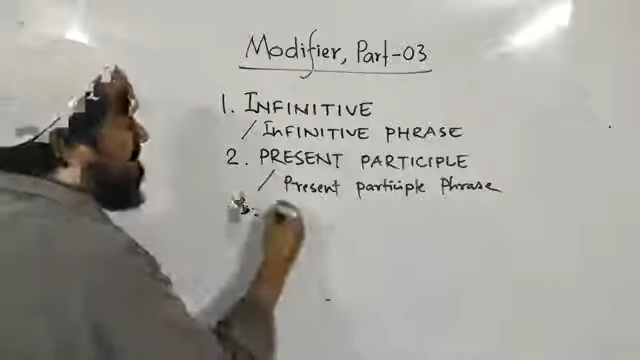 Modifier, Part-03
1. INFINITIVE
/ INFINITIVE PHRASE
2. PRESENT PARTICIPLE
/ Present participle Phrase